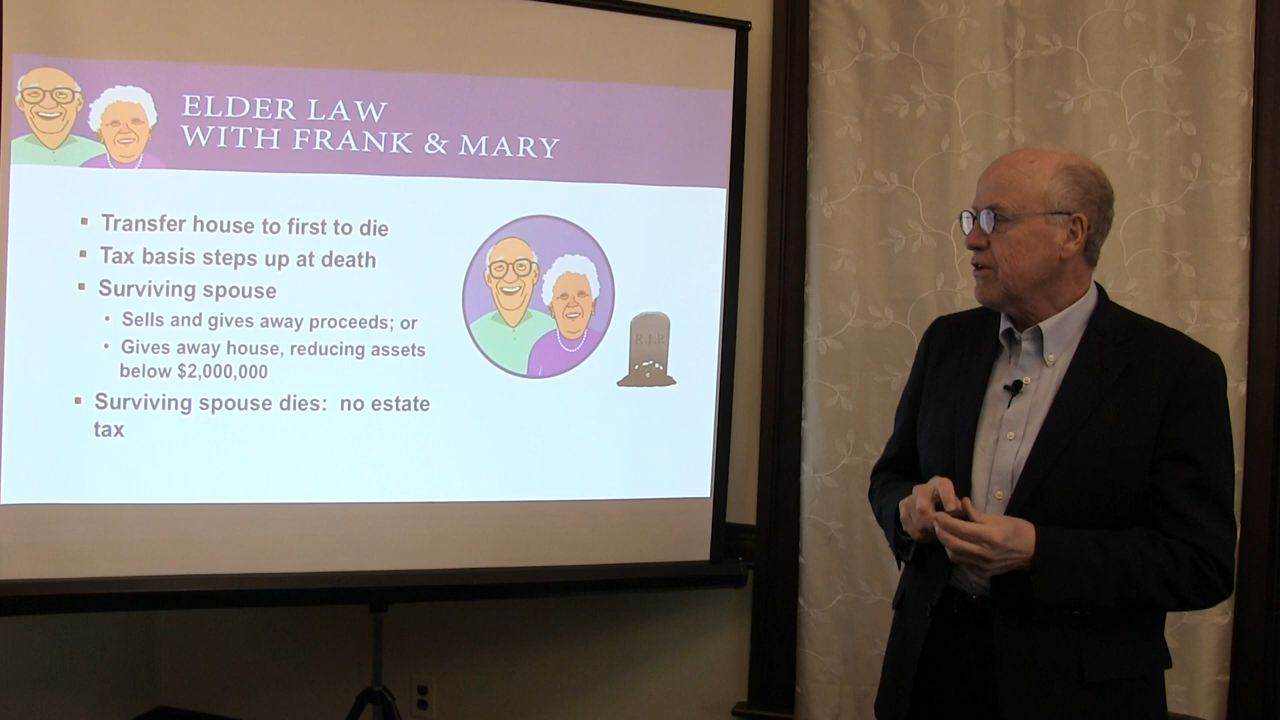 ELDER LAW
WITH FRANK & MARY
Transfer house to first to die
Tax basis steps up at death
Surviving spouse
Sells and gives away proceeds; or
Gives away house, reducing assets
below $2,000,000
Surviving spouse dies: no estate
tax
R.I.P.